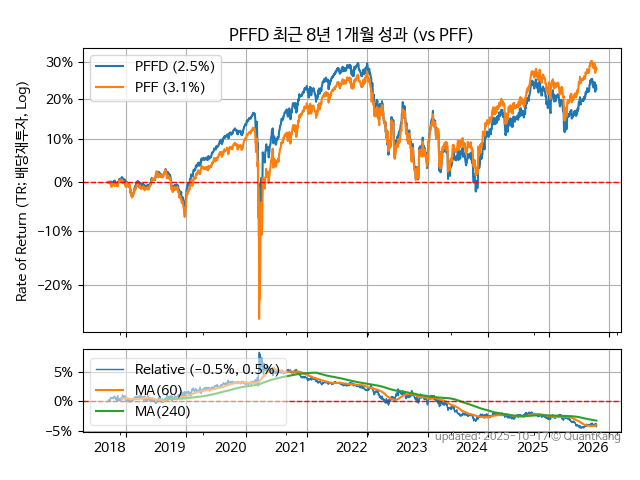 PFFD 최근 8년 1개월 성과 (vs PFF)
Rate of Return (TR: 배당재투자, Log)
30%
20%
10%
0%
−10%
−20%
PFFD (2.5%)
PFF (3.1%)
5%
0%
−5%
Relative (−0.5%, 0.5%)
MA(60)
MA(240)
updated: 2025-10-17 © QuantKang
2018
2019
2020
2021
2022
2023
2024
2025
2026